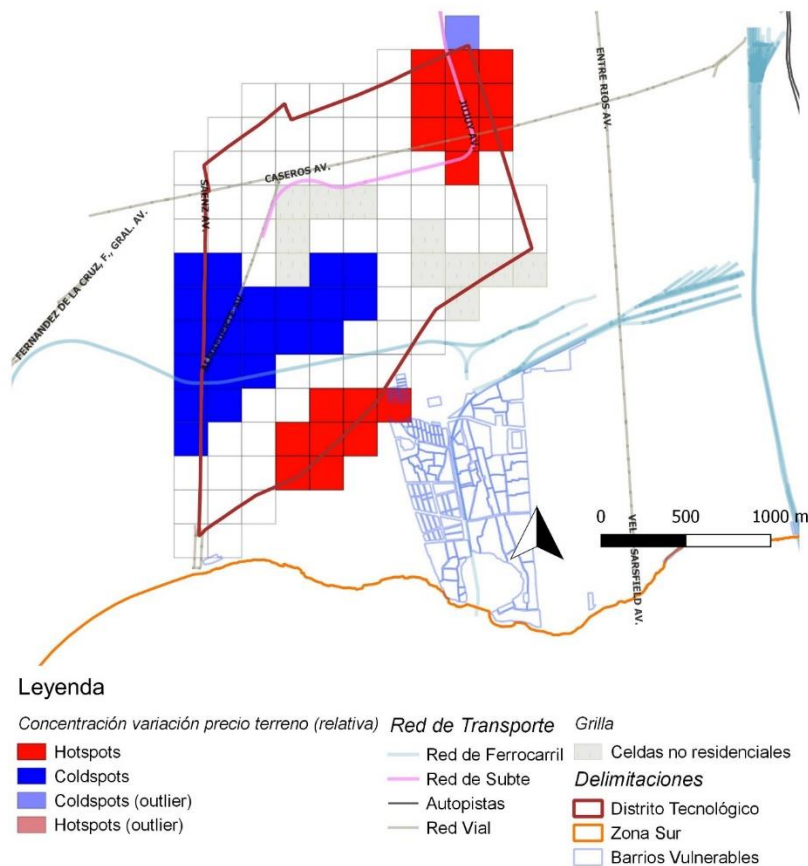 ENTRE RIOS AV.
JUJUY AV.
CASEROS AV.
SAENZ AV.
FERNANDEZ DE LA CRUZ, F., GRAL. AV.
0 500 1000 m
SARSFIELD AV.
Leyenda
Concentración variación precio terreno (relativa)
Hotspots
Coldspots
Coldspots (outlier)
Hotspots (outlier)
Red de Transporte
Red de Ferrocarril
Red de Subte
Autopistas
Red Vial
Grilla
Celdas no residenciales
Delimitaciones
Distrito Tecnológico
Zona Sur
Barrios Vulnerables